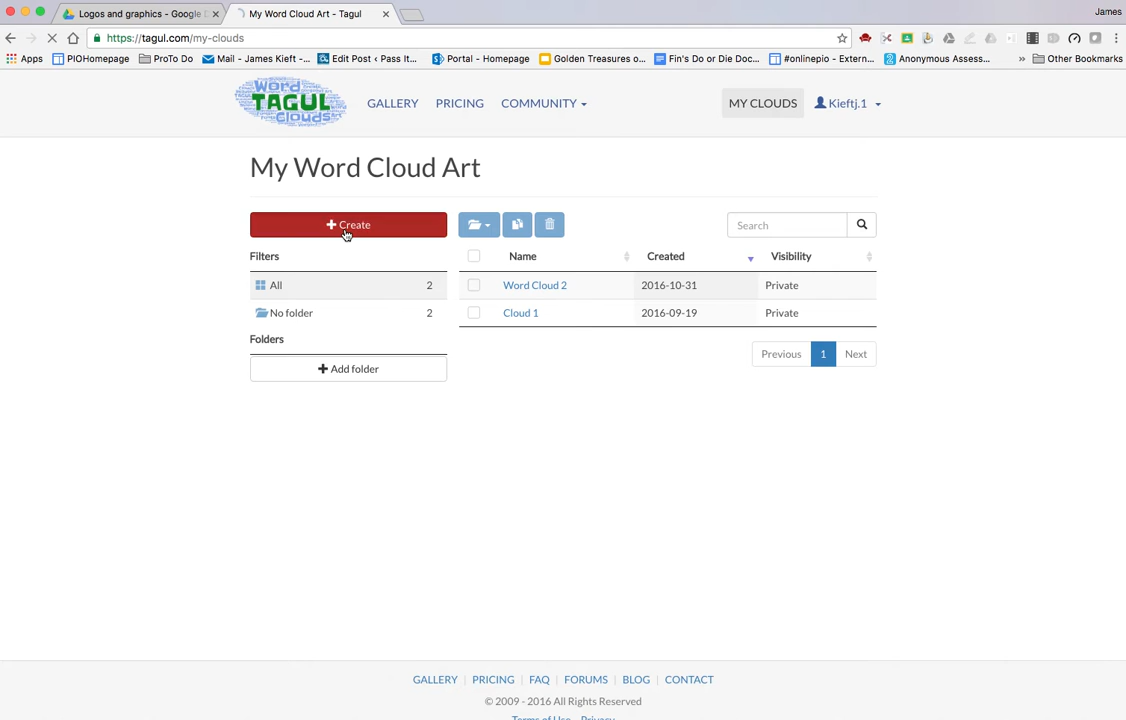 Logos and graphics - Google D
My Word Cloud Art - Tagul
James
https://tagul.com/my-clouds
Apps PIOHomepage ProTo Do Mail - James Kieft -... Edit Post ‹ Pass It... Portal - Homepage Golden Treasures o... Fin's Do or Die Doc... #onlinepio - Extern... Anonymous Assess... » Other Bookmarks
Word TAGUL Clouds GALLERY PRICING COMMUNITY MY CLOUDS Kieftj.1
My Word Cloud Art
Create Search
Filters Name Created Visibility
All 2 Word Cloud 2 2016-10-31 Private
No folder 2 Cloud 1 2016-09-19 Private
Folders
Previous 1 Next
Add folder
GALLERY | PRICING | FAQ | FORUMS | BLOG | CONTACT
© 2009 - 2016 All Rights Reserved
Terms of Use Privacy